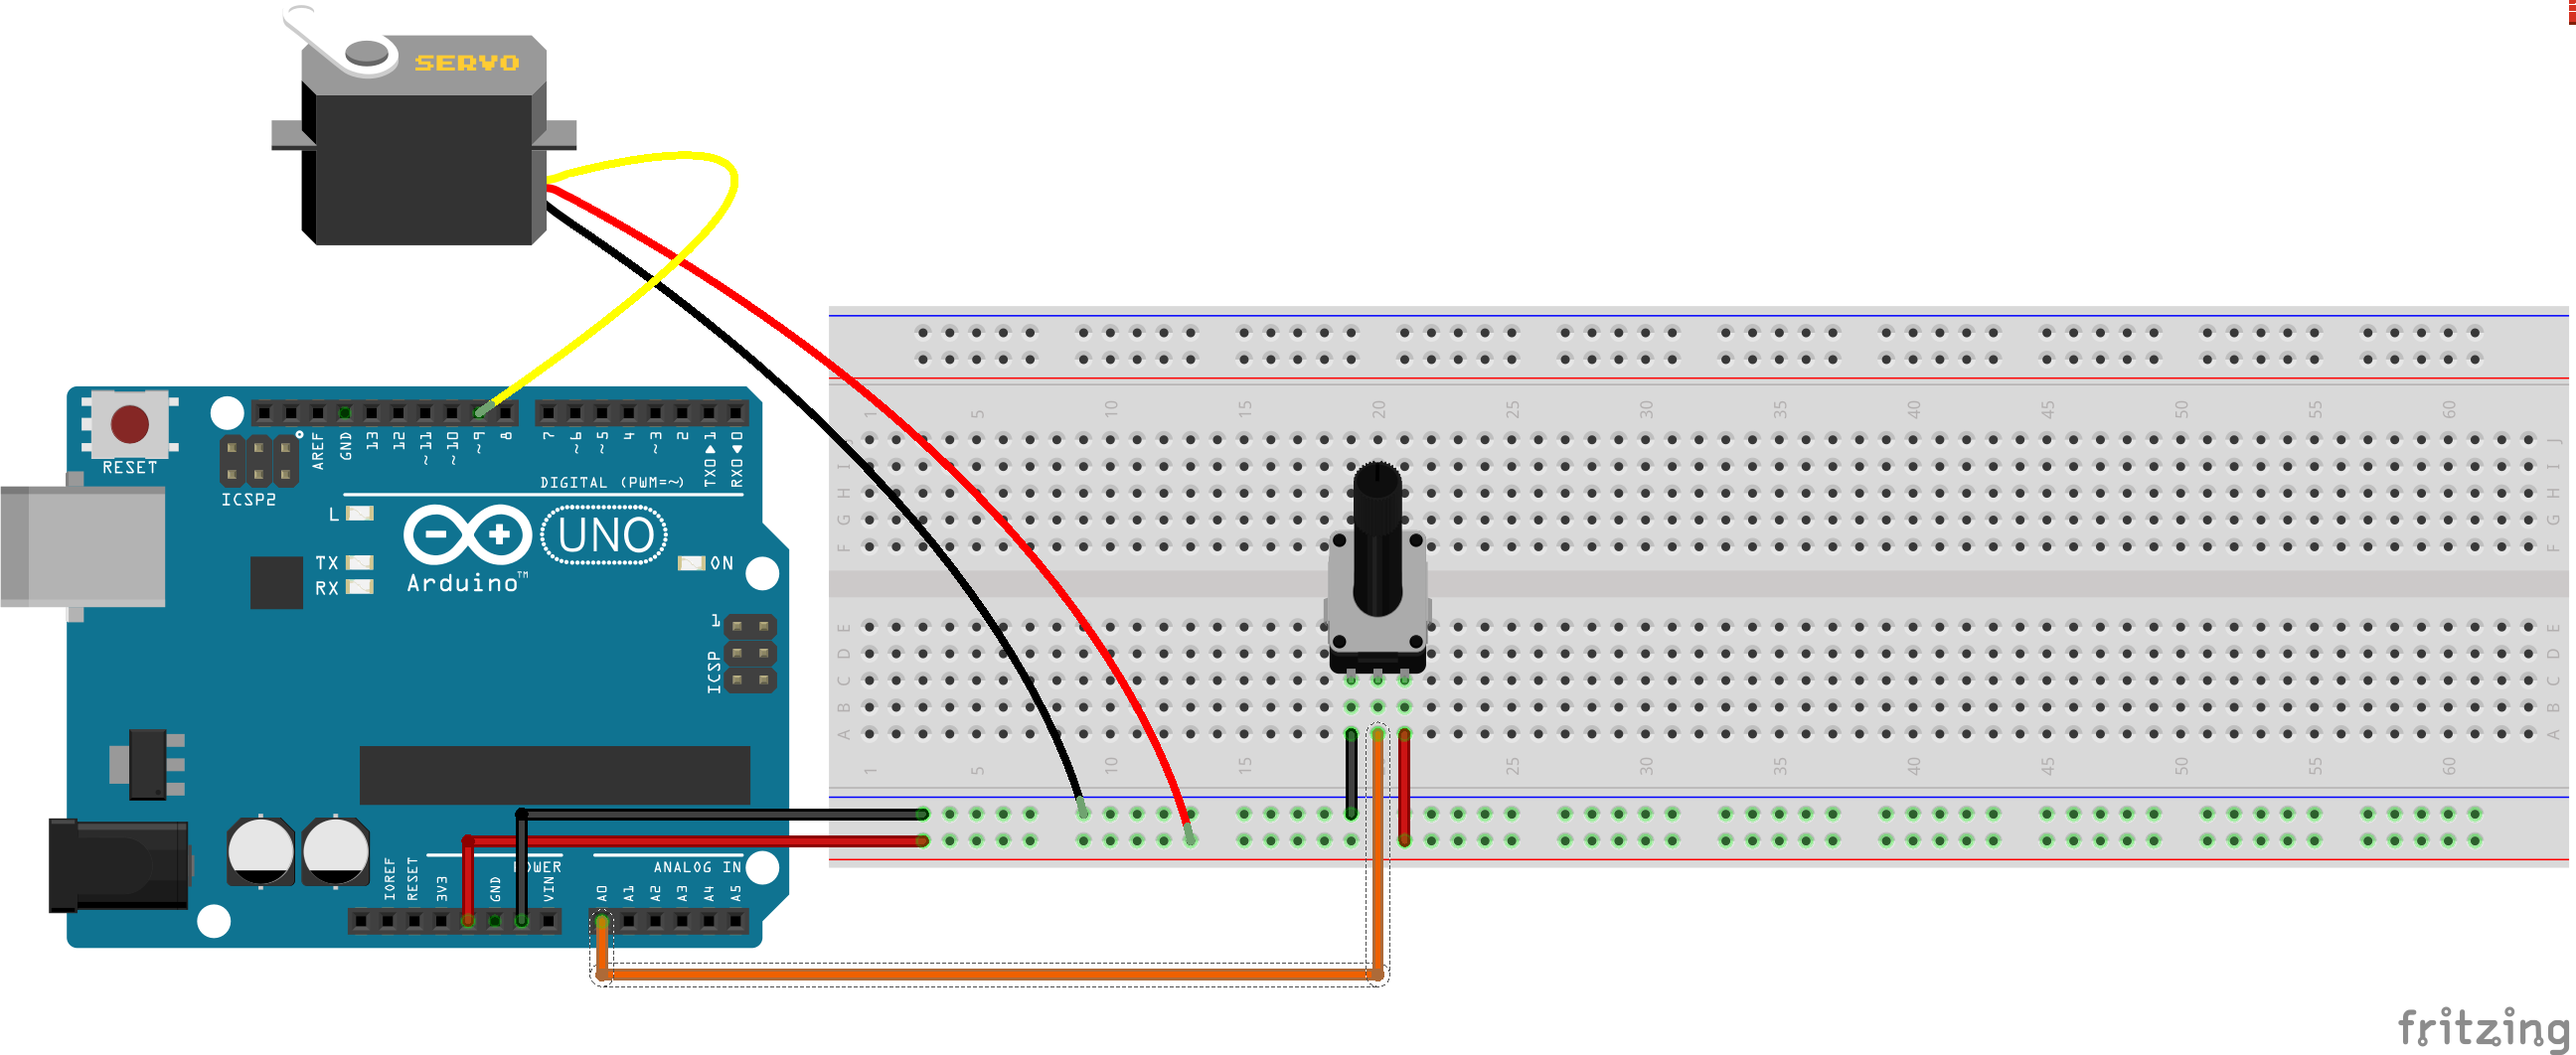 SERVO
RESET
ICSP2
AREF
GND
13
12
~11
~10
~9
8
7
~6
~5
4
~3
2
TX0▶1
RX0◀0
DIGITAL (PWM=~)
L
TX
RX
UNO
Arduino™
ON
1
ICSP
IOREF
RESET
3V3
GND
VIN
ANALOG IN
A0
A1
A2
A3
A4
A5
1 5 10 15 20 25 30 35 40 45 50 55 60
J J
I I
H H
G G
F F
E E
D D
C C
B B
A A
1 5 10 15 25 30 35 40 45 50 55 60
fritzing